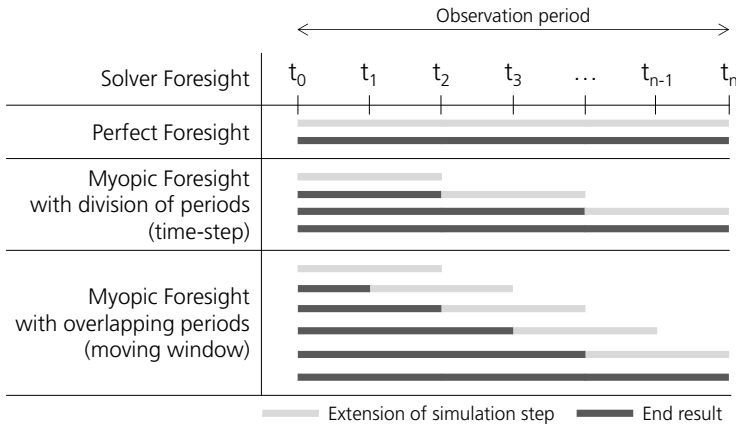 Observation period
Solver Foresight t0 t1 t2 t3 … tn-1 tn
Perfect Foresight
Myopic Foresight
with division of periods
(time-step)
Myopic Foresight
with overlapping periods
(moving window)
Extension of simulation step End result